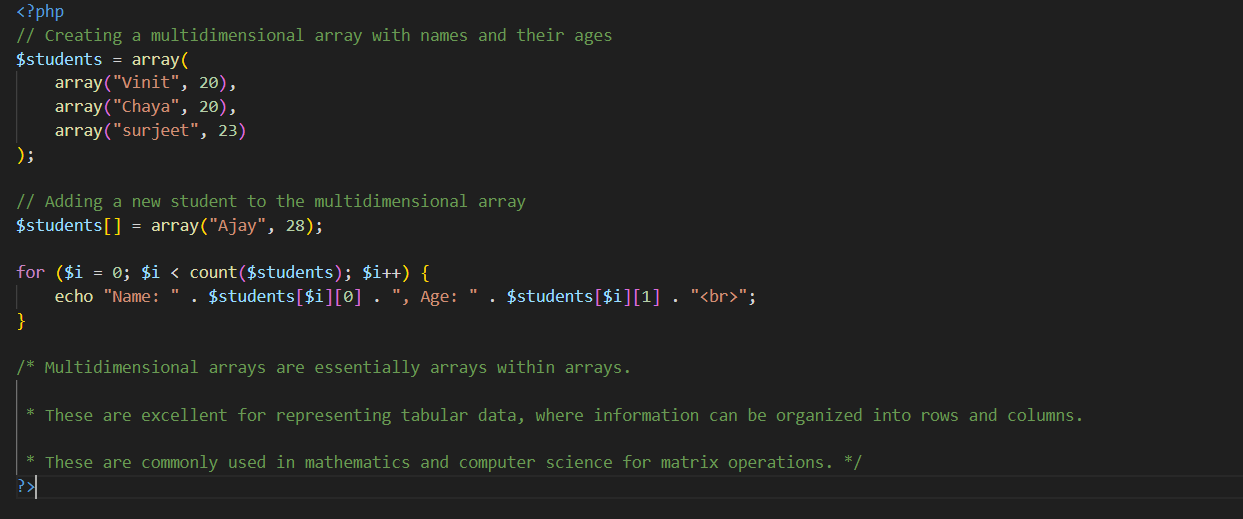 <?php
// Creating a multidimensional array with names and their ages
$students = array(
    array("Vinit", 20),
    array("Chaya", 20),
    array("surjeet", 23)
);

// Adding a new student to the multidimensional array
$students[] = array("Ajay", 28);

for ($i = 0; $i < count($students); $i++) {
    echo "Name: " . $students[$i][0] . ", Age: " . $students[$i][1] . "<br>";
}

/* Multidimensional arrays are essentially arrays within arrays.

 * These are excellent for representing tabular data, where information can be organized into rows and columns.

 * These are commonly used in mathematics and computer science for matrix operations. */
?>